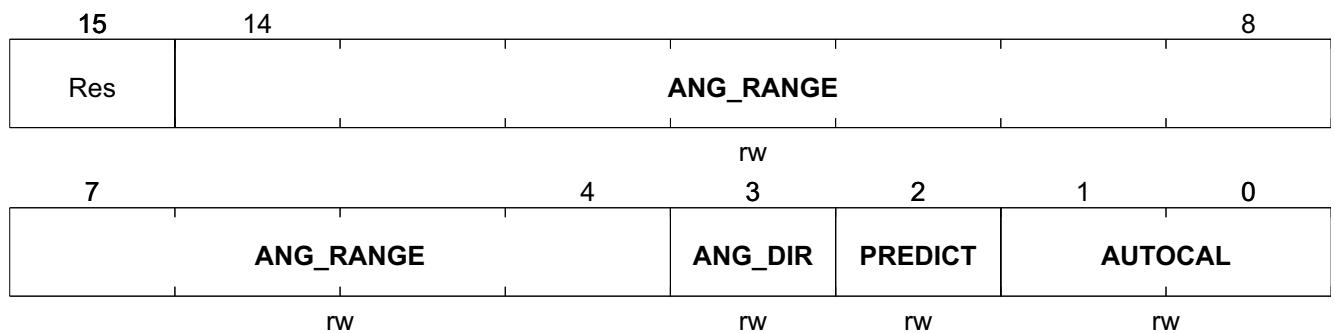 15 14 8
Res ANG_RANGE
rw
7 4 3 2 1 0
ANG_RANGE ANG_DIR PREDICT AUTOCAL
rw rw rw rw